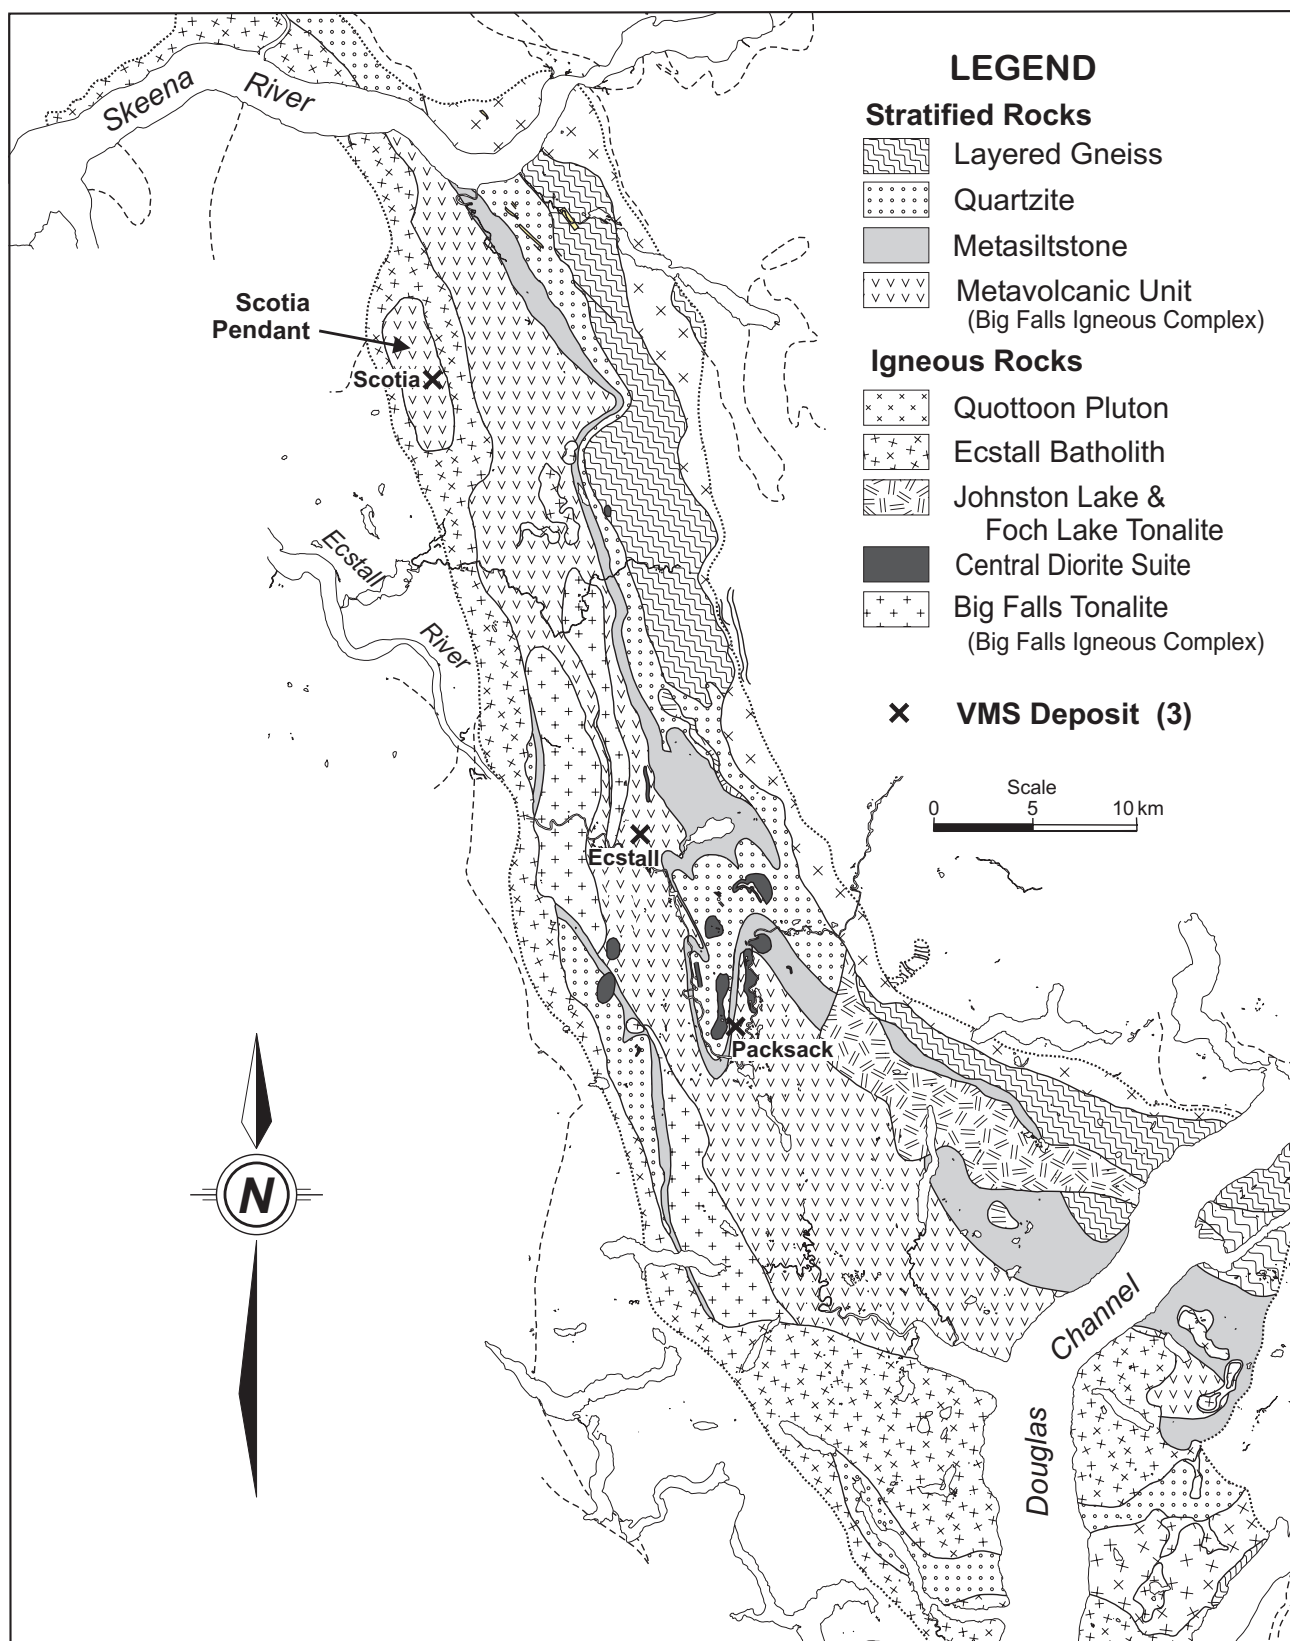 LEGEND
Stratified Rocks
Layered Gneiss
Quartzite
Metasiltstone
Metavolcanic Unit
(Big Falls Igneous Complex)
Igneous Rocks
Quottoon Pluton
Ecstall Batholith
Johnston Lake &
Foch Lake Tonalite
Central Diorite Suite
Big Falls Tonalite
(Big Falls Igneous Complex)
VMS Deposit (3)
Scale
0 5 10 km
Skeena River
Scotia
Pendant
Scotia
Ecstall
River
Ecstall
Packsack
N
Channel
Douglas